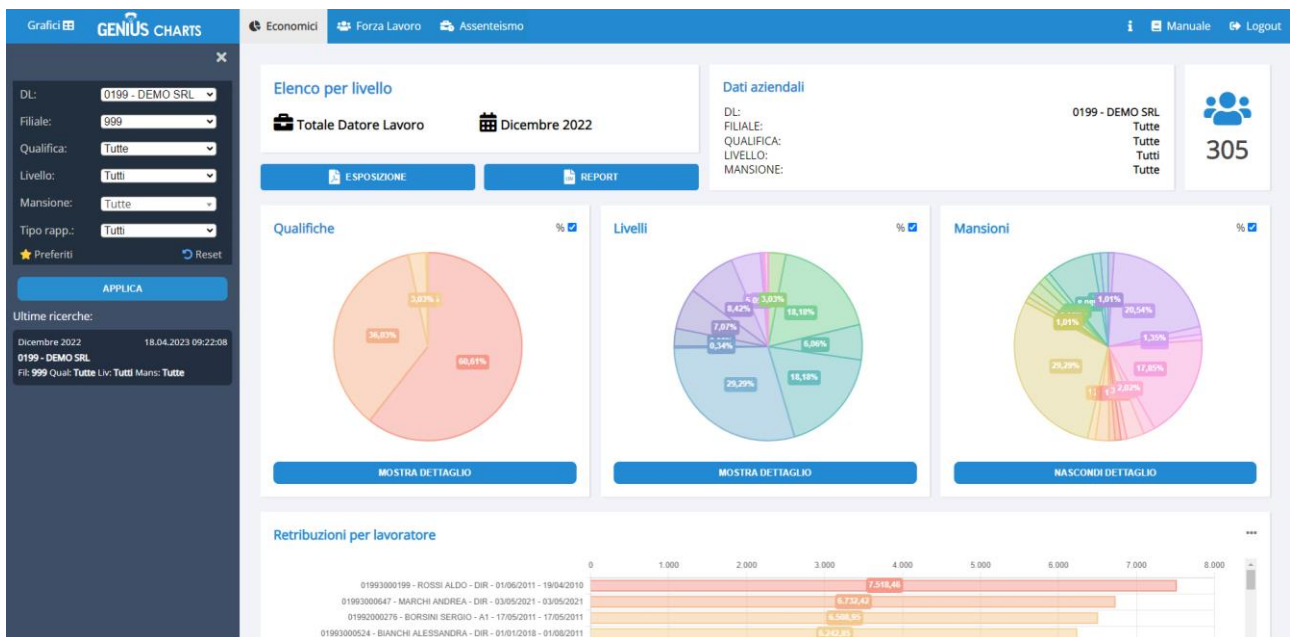 Grafici GENIUS CHARTS Economici Forza Lavoro Assenteismo i Manuale Logout
DL: 0199 - DEMO SRL
Filiale: 999
Qualifica: Tutte
Livello: Tutti
Mansione: Tutte
Tipo rapp.: Tutti
Preferiti Reset
APPLICA
Ultime ricerche:
Dicembre 2022 18.04.2023 09:22:08
0199 - DEMO SRL
Fil: 999 Qual: Tutte Liv: Tutti Mans: Tutte
Elenco per livello
Totale Datore Lavoro Dicembre 2022
ESPOSIZIONE REPORT
Dati aziendali
DL: 0199 - DEMO SRL
FILIALE: Tutte
QUALIFICA: Tutte
LIVELLO: Tutti
MANSIONE: Tutte
305
Qualifiche %
3,03%
36,03%
60,61%
MOSTRA DETTAGLIO
Livelli %
3,03%
8,42%
18,18%
7,07%
0,34%
6,06%
29,29%
18,18%
MOSTRA DETTAGLIO
Mansioni %
1,01%
20,54%
1,01%
1,35%
29,29%
17,85%
2,02%
NASCONDI DETTAGLIO
Retribuzioni per lavoratore
0 1.000 2.000 3.000 4.000 5.000 6.000 7.000 8.000
01993000199 - ROSSI ALDO - DIR - 01/06/2011 - 19/04/2010 7.518,46
01993000647 - MARCHI ANDREA - DIR - 03/05/2021 - 03/05/2021 6.732,42
01992000276 - BORSINI SERGIO - A1 - 17/05/2011 - 17/05/2011 6.508,85
01993000524 - BIANCHI ALESSANDRA - DIR - 01/01/2018 - 01/08/2011 6.242,85